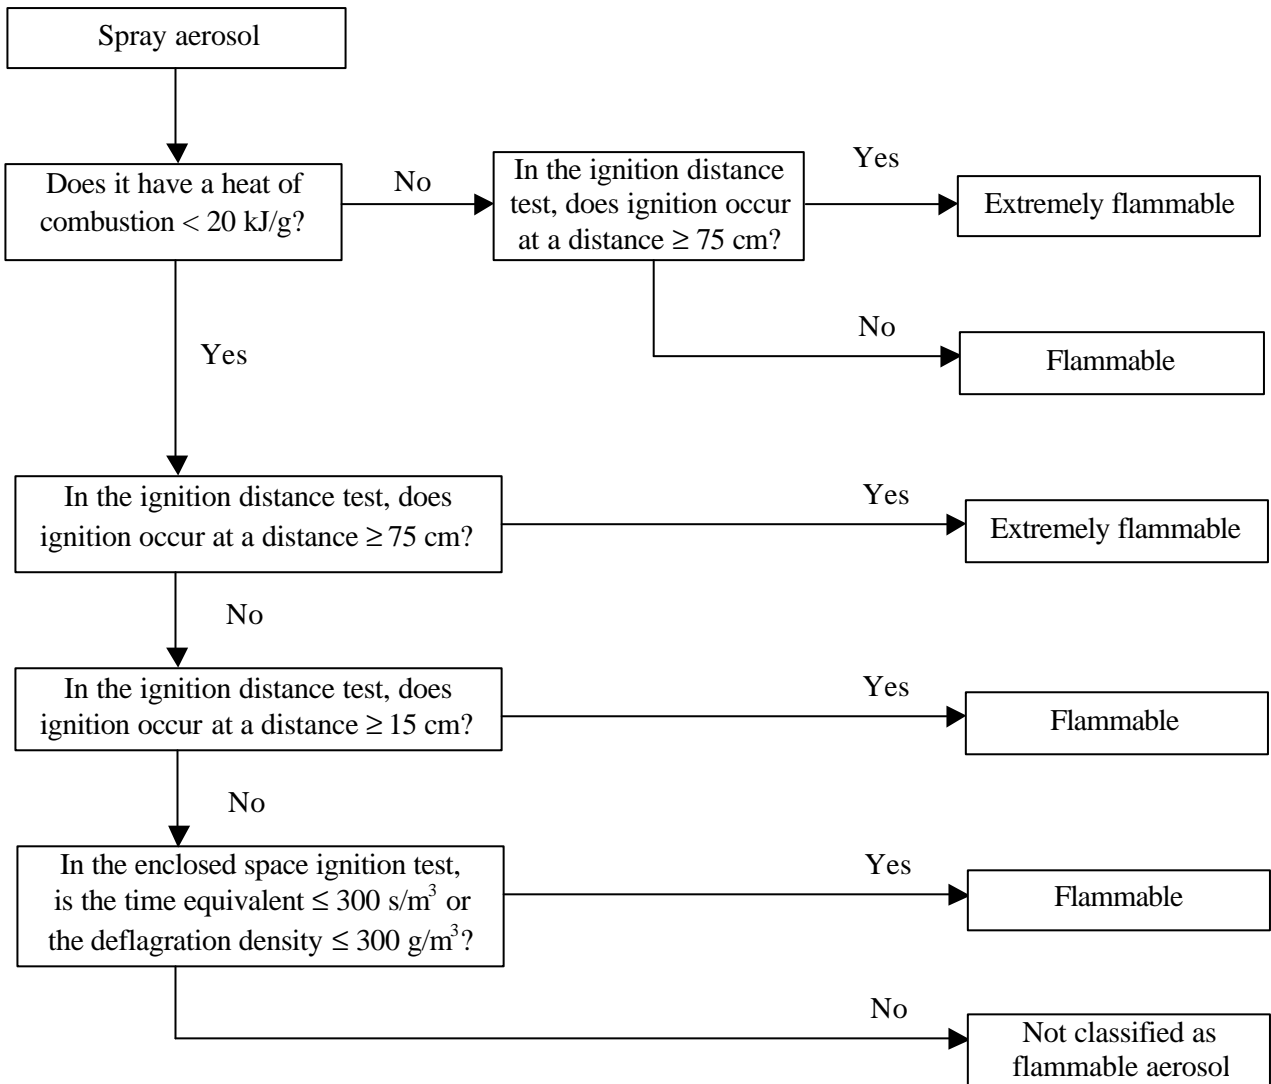 Spray aerosol
Does it have a heat of
combustion < 20 kJ/g?
No
In the ignition distance
test, does ignition occur
at a distance ≥ 75 cm?
Yes
Extremely flammable
No
Flammable
Yes
In the ignition distance test, does
ignition occur at a distance ≥ 75 cm?
Yes
Extremely flammable
No
In the ignition distance test, does
ignition occur at a distance ≥ 15 cm?
Yes
Flammable
No
In the enclosed space ignition test,
is the time equivalent ≤ 300 s/m³ or
the deflagration density ≤ 300 g/m³?
Yes
Flammable
No
Not classified as
flammable aerosol